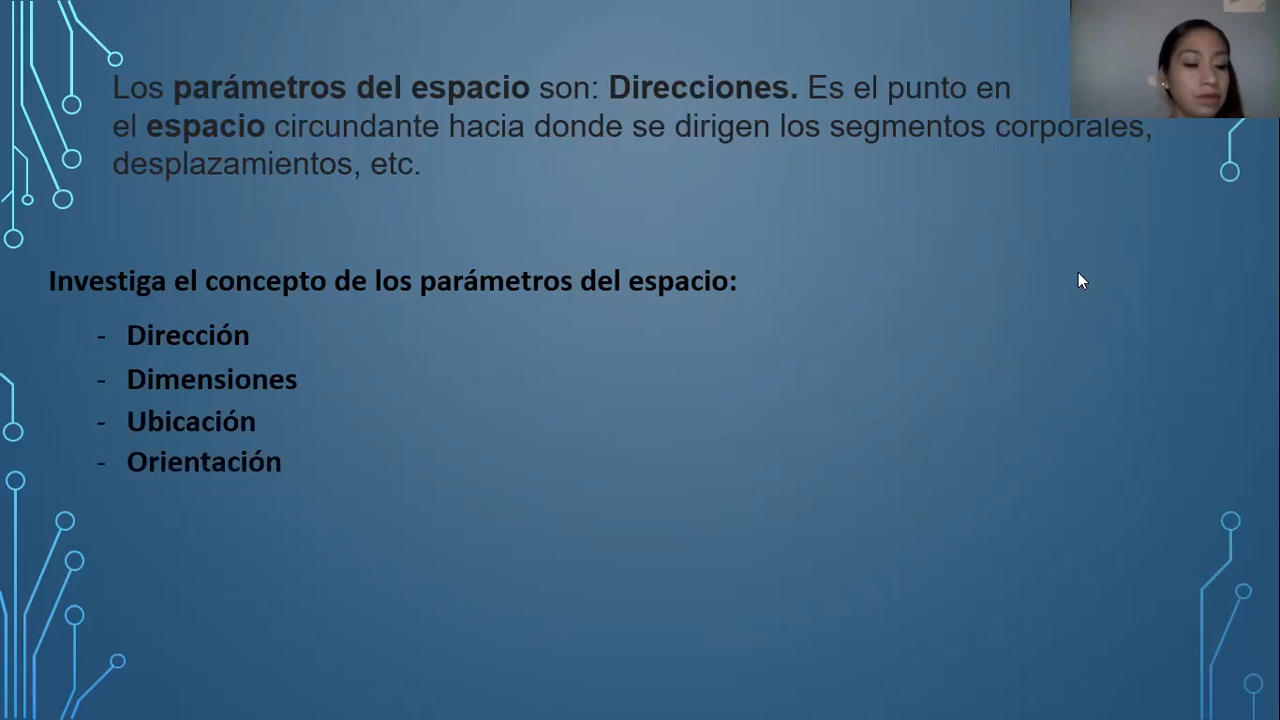 Los parámetros del espacio son: Direcciones. Es el punto en
el espacio circundante hacia donde se dirigen los segmentos corporales,
desplazamientos, etc.
Investiga el concepto de los parámetros del espacio:
- Dirección
- Dimensiones
- Ubicación
- Orientación